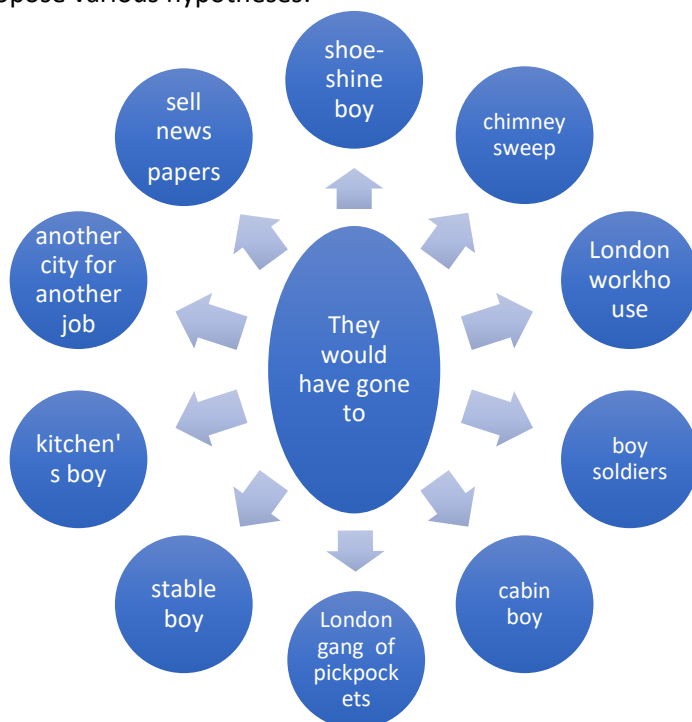 opose various hypotheses.
shoe-
shine
boy
chimney
sweep
London
workho
use
boy
soldiers
cabin
boy
London
gang of
pickpock
ets
stable
boy
kitchen'
s boy
another
city for
another
job
sell
news
papers
They
would
have gone
to